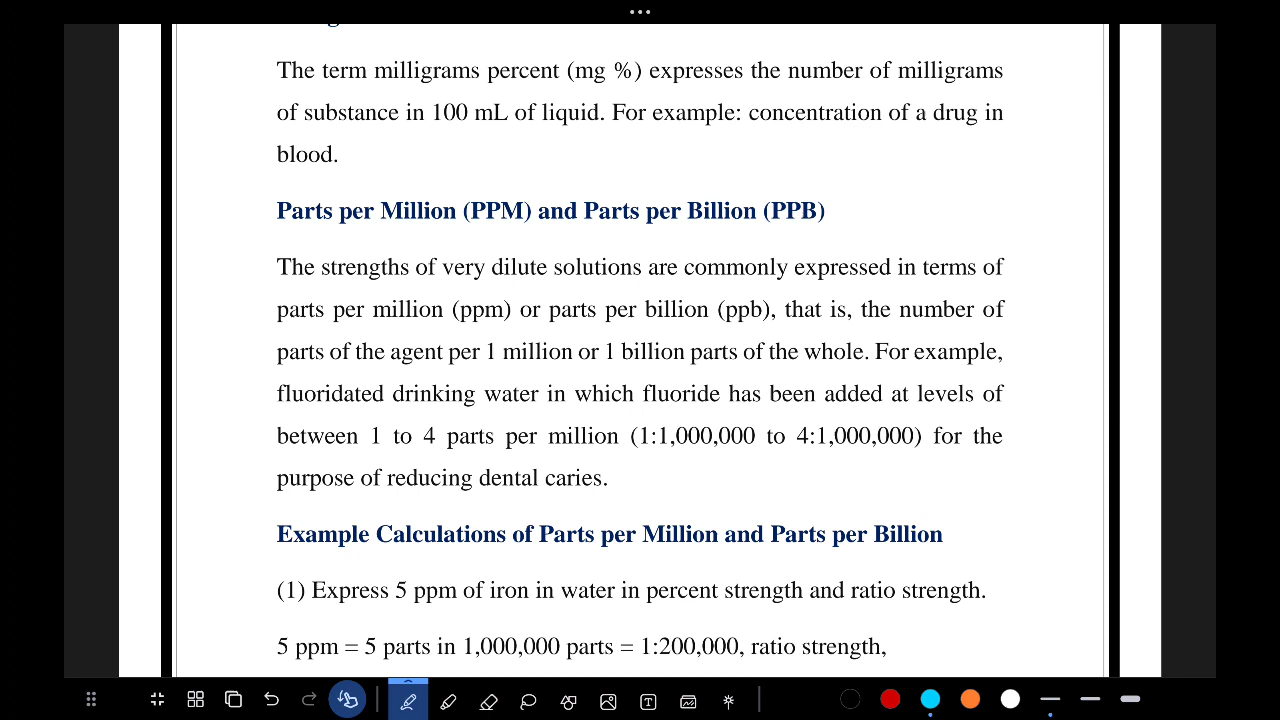 The term milligrams percent (mg %) expresses the number of milligrams
of substance in 100 mL of liquid. For example: concentration of a drug in
blood.
Parts per Million (PPM) and Parts per Billion (PPB)
The strengths of very dilute solutions are commonly expressed in terms of
parts per million (ppm) or parts per billion (ppb), that is, the number of
parts of the agent per 1 million or 1 billion parts of the whole. For example,
fluoridated drinking water in which fluoride has been added at levels of
between 1 to 4 parts per million (1:1,000,000 to 4:1,000,000) for the
purpose of reducing dental caries.
Example Calculations of Parts per Million and Parts per Billion
(1) Express 5 ppm of iron in water in percent strength and ratio strength.
5 ppm = 5 parts in 1,000,000 parts = 1:200,000, ratio strength,